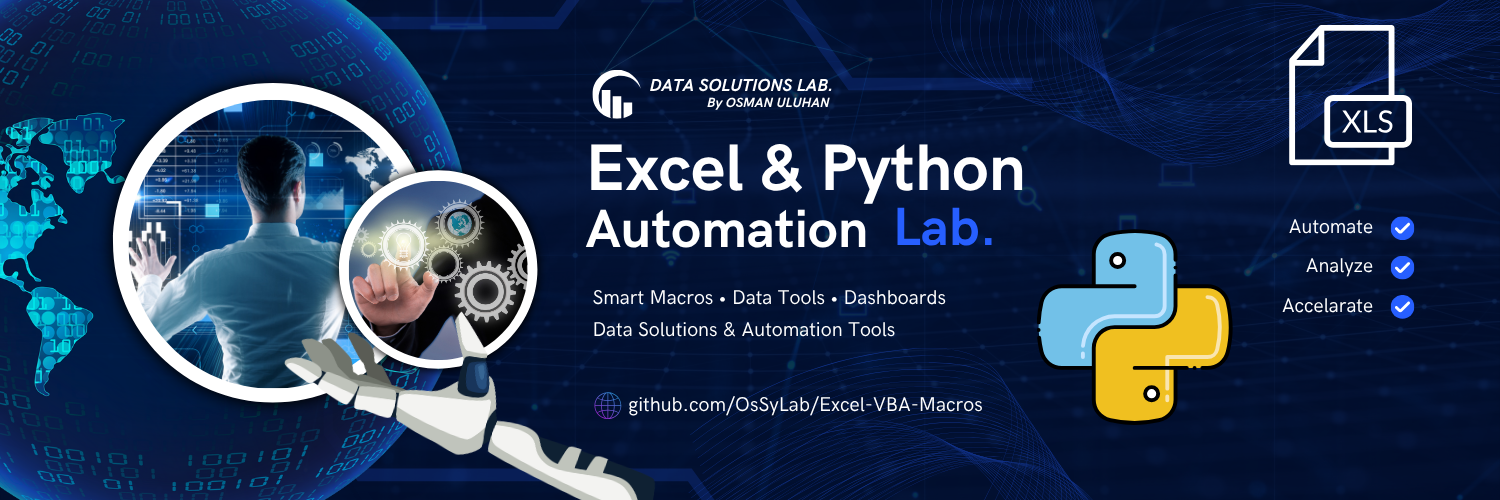 DATA SOLUTIONS LAB.
By OSMAN ULUHAN
Excel & Python
Automation Lab.
Smart Macros • Data Tools • Dashboards
Data Solutions & Automation Tools
github.com/OsSyLab/Excel-VBA-Macros
XLS
Automate
Analyze
Accelarate